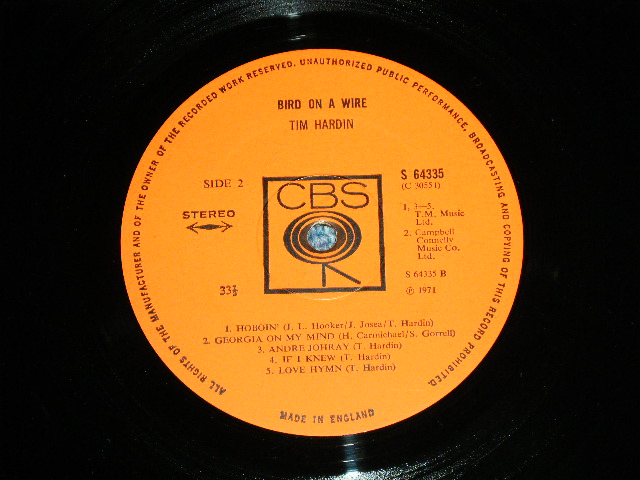 ALL RIGHTS OF THE MANUFACTURER AND OF THE OWNER OF THE RECORDED WORK RESERVED. UNAUTHORIZED PUBLIC PERFORMANCE, BROADCASTING AND COPYING OF THIS RECORD PROHIBITED.
BIRD ON A WIRE
TIM HARDIN
SIDE 2
STEREO
33⅓
CBS
S 64335
(C 30551)
1, 3—5.
T.M. Music
Ltd.
2. Campbell
Connelly
Music Co.
Ltd.
S 64335 B
℗ 1971
1. HOBOIN' (J. L. Hooker/J. Josea/T. Hardin)
2. GEORGIA ON MY MIND (H. Carmichael/S. Gorrell)
3. ANDRE JOHRAY (T. Hardin)
4. IF I KNEW (T. Hardin)
5. LOVE HYMN (T. Hardin)
MADE IN ENGLAND